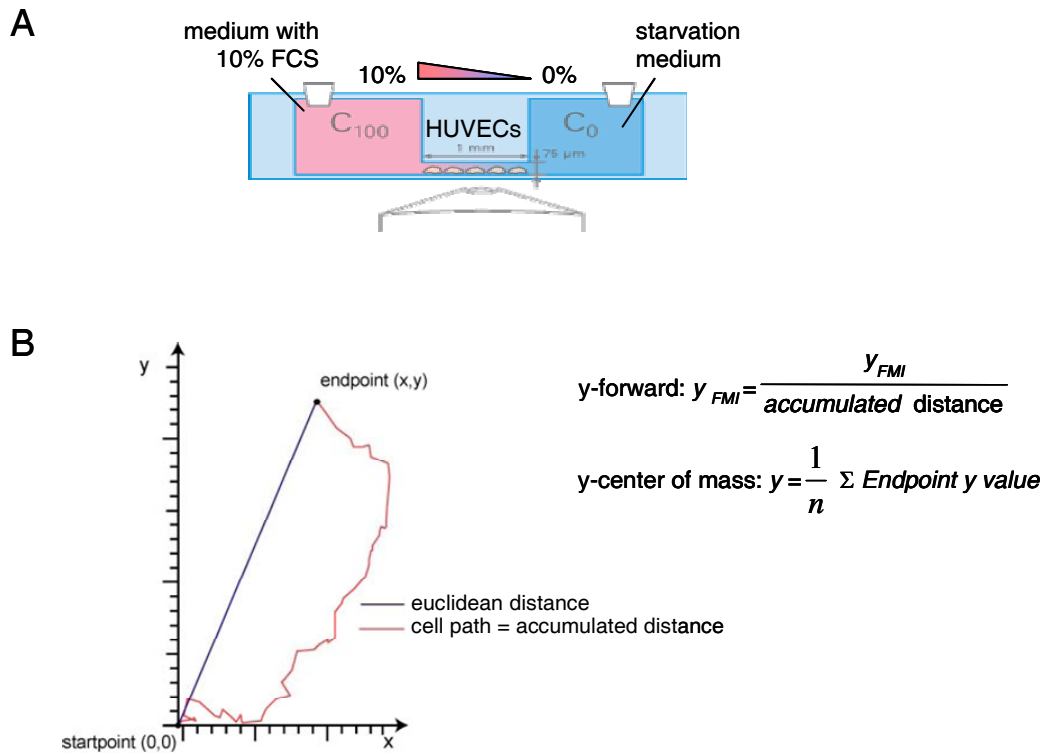 A
medium with
10% FCS
10%
0%
starvation
medium
C100
HUVECs
C0
1 mm
75 µm
B
y
endpoint (x,y)
y-forward: y FMI = yFMI / accumulated distance
y-center of mass: y = 1/n Σ Endpoint y value
euclidean distance
cell path = accumulated distance
startpoint (0,0)
x